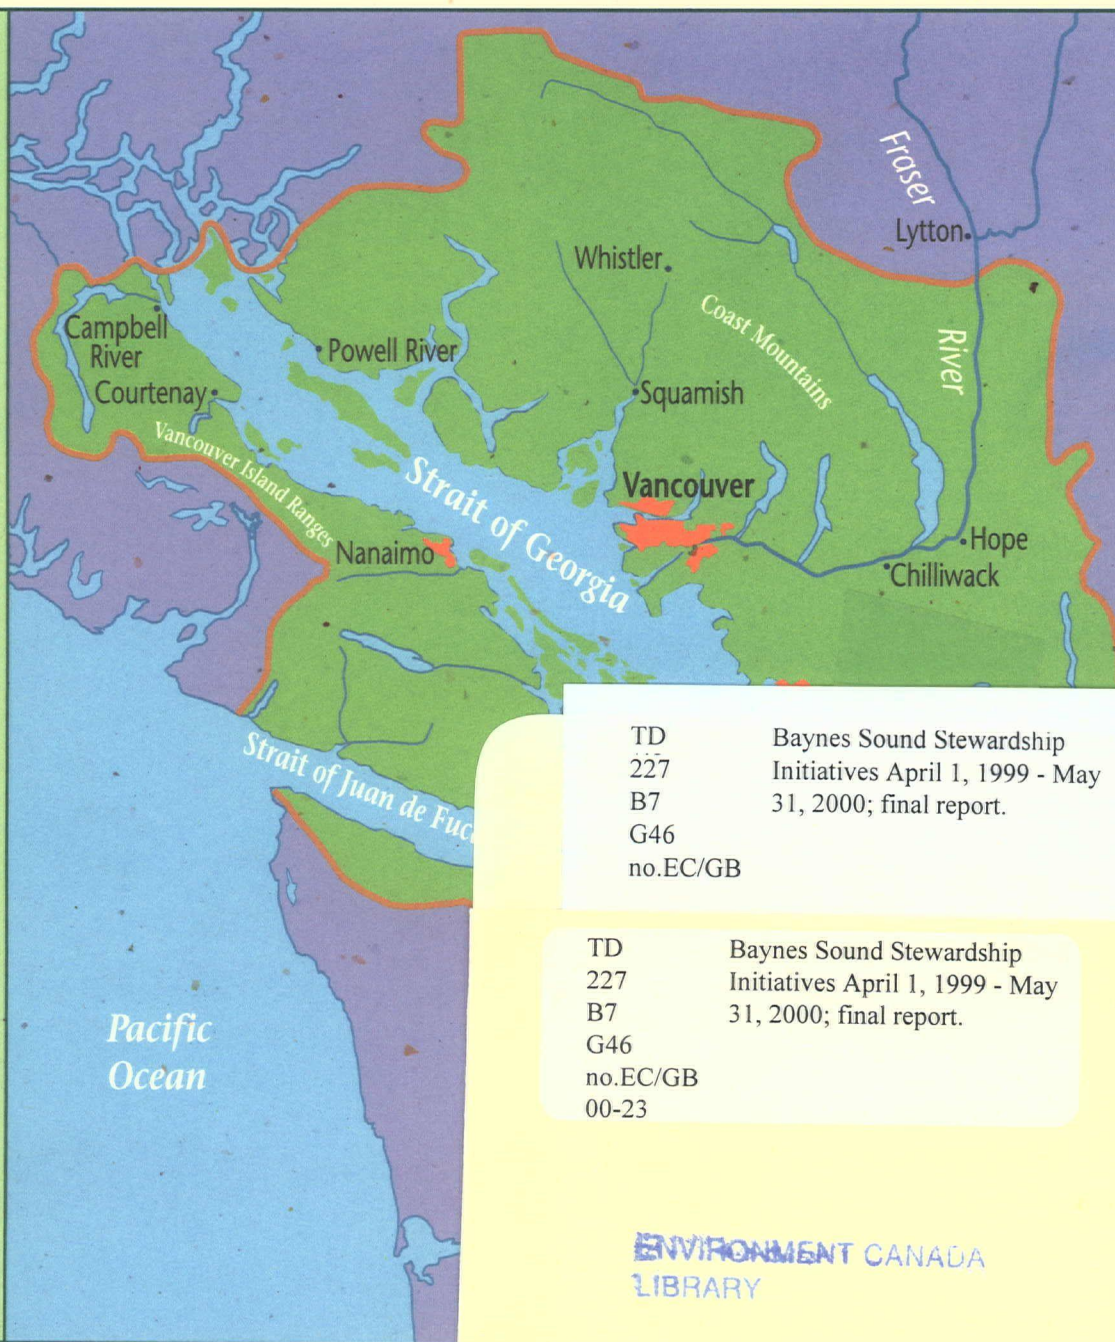 Fraser
Lytton
Whistler
Campbell
River
Coast Mountains
River
Powell River
Courtenay
Squamish
Vancouver Island Ranges
Strait of Georgia
Vancouver
Nanaimo
Hope
Chilliwack
Strait of Juan de Fuc
TD
227
B7
G46
no.EC/GB
Baynes Sound Stewardship
Initiatives April 1, 1999 - May
31, 2000; final report.
TD
227
B7
G46
no.EC/GB
00-23
Baynes Sound Stewardship
Initiatives April 1, 1999 - May
31, 2000; final report.
Pacific
Ocean
ENVIRONMENT CANADA
LIBRARY